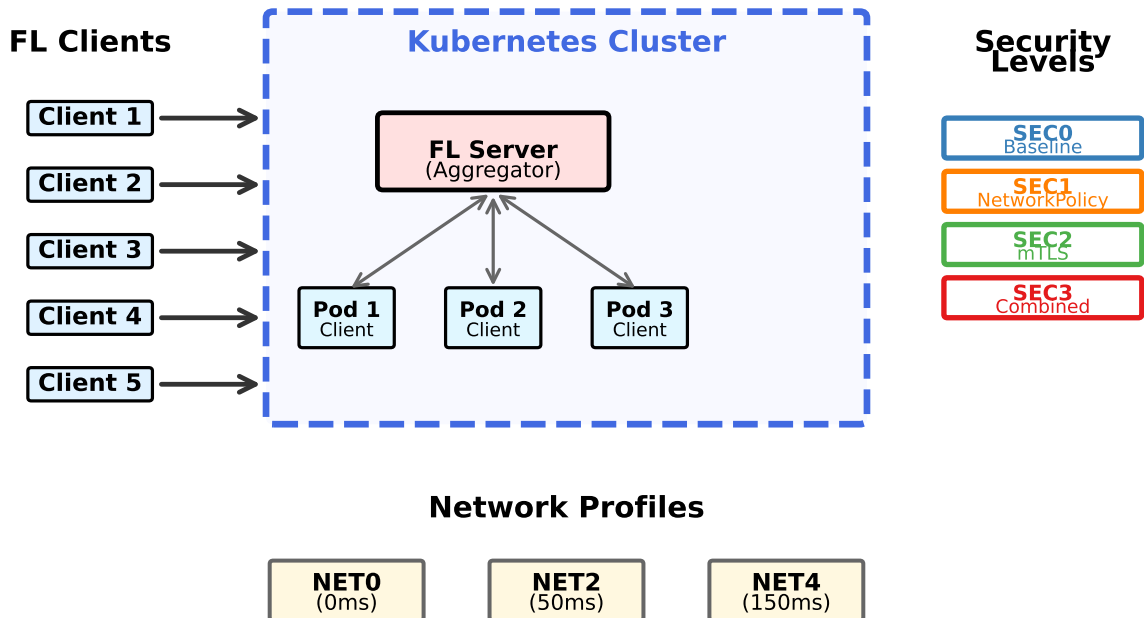 FL Clients
Client 1
Client 2
Client 3
Client 4
Client 5
Kubernetes Cluster
FL Server
(Aggregator)
Pod 1
Client
Pod 2
Client
Pod 3
Client
Security
Levels
SEC0
Baseline
SEC1
NetworkPolicy
SEC2
mTLS
SEC3
Combined
Network Profiles
NET0
(0ms)
NET2
(50ms)
NET4
(150ms)